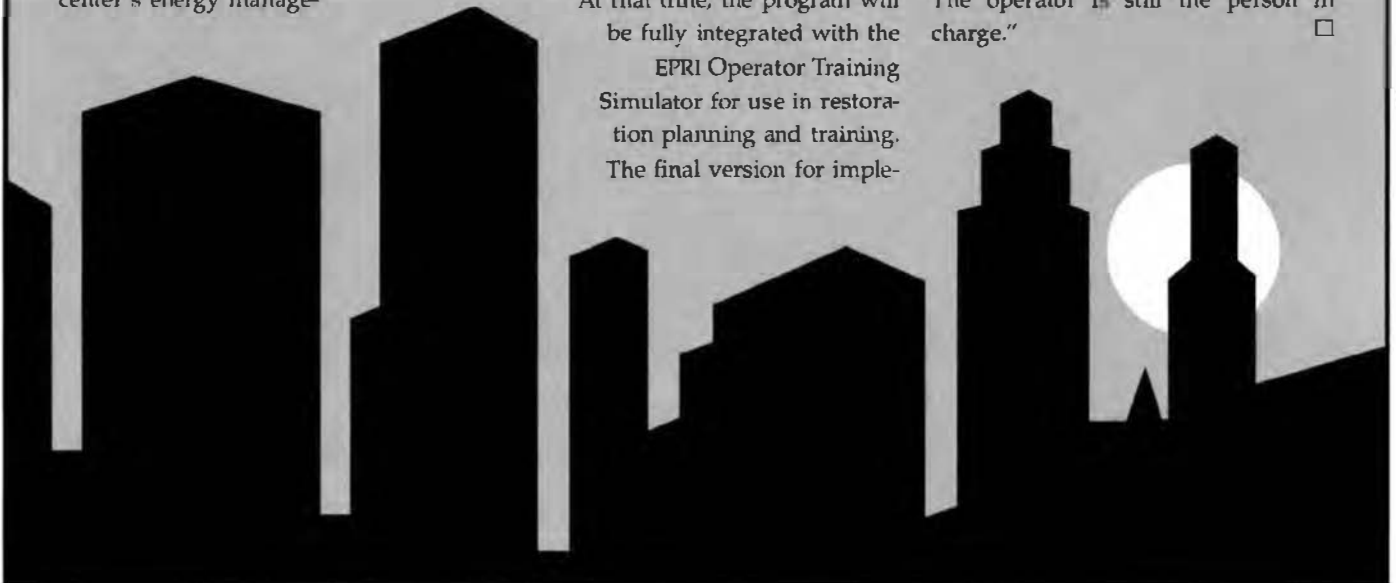 center's energy manage-
At that time, the program will
be fully integrated with the
EPRI Operator Training
Simulator for use in restora-
tion planning and training.
The final version for imple-
The operator is still the person in
charge."